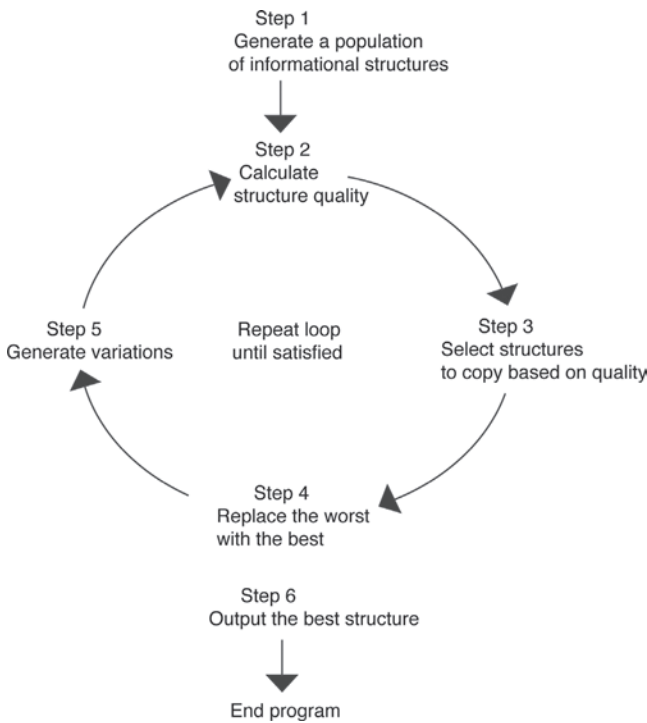 Step 1
Generate a population
of informational structures
Step 2
Calculate
structure quality
Step 3
Select structures
to copy based on quality
Step 4
Replace the worst
with the best
Step 5
Generate variations
Repeat loop
until satisfied
Step 6
Output the best structure
End program